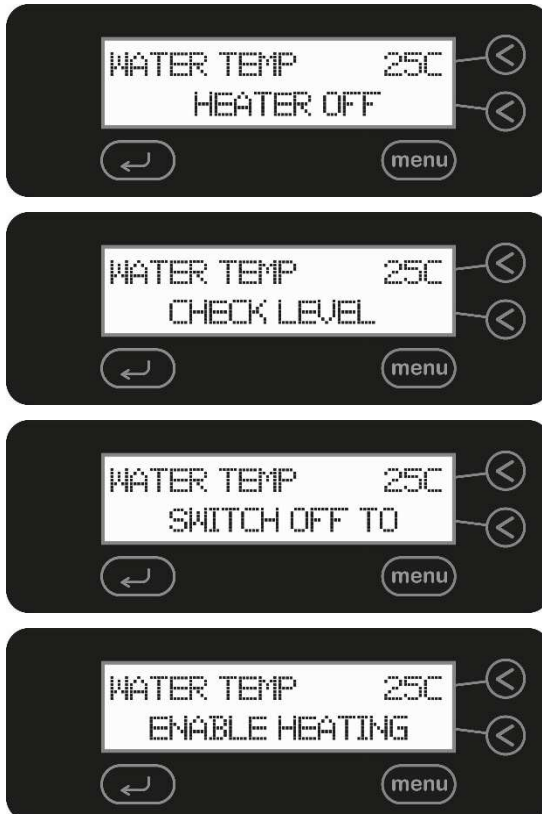 WATER TEMP 25C
HEATER OFF
menu
WATER TEMP 25C
CHECK LEVEL
menu
WATER TEMP 25C
SWITCH OFF TO
menu
WATER TEMP 25C
ENABLE HEATING
menu